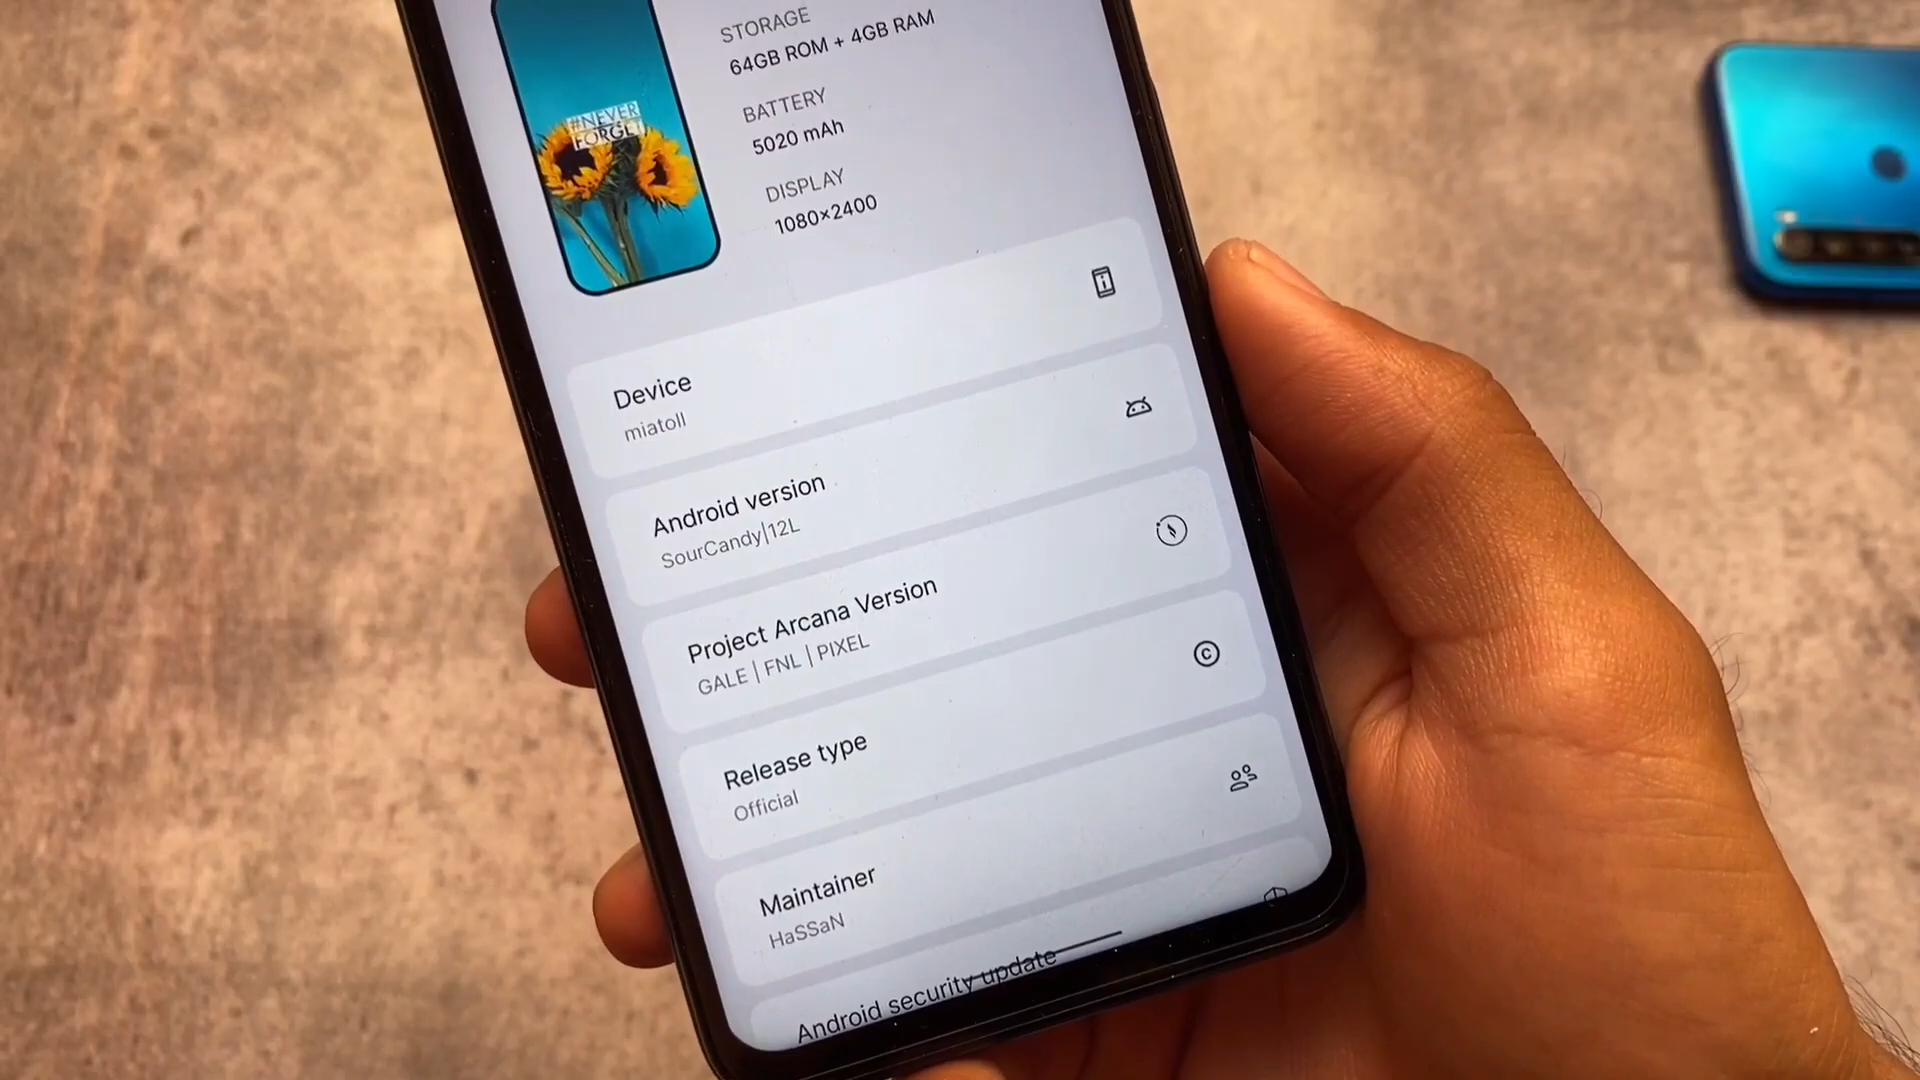 STORAGE
64GB ROM + 4GB RAM
#NEVER
FORGET
BATTERY
5020 mAh
DISPLAY
1080×2400
Device
miatoll
Android version
SourCandy|12L
Project Arcana Version
GALE | FNL | PIXEL
Release type
Official
Maintainer
HaSSaN
Android security update